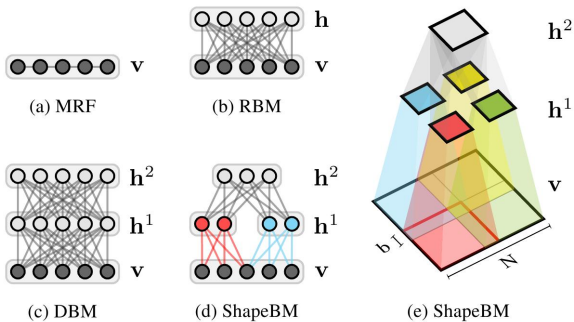 h
v
v
(a) MRF
(b) RBM
h²
h¹
v
h²
h¹
v
(c) DBM
(d) ShapeBM
h²
h¹
v
b
N
(e) ShapeBM